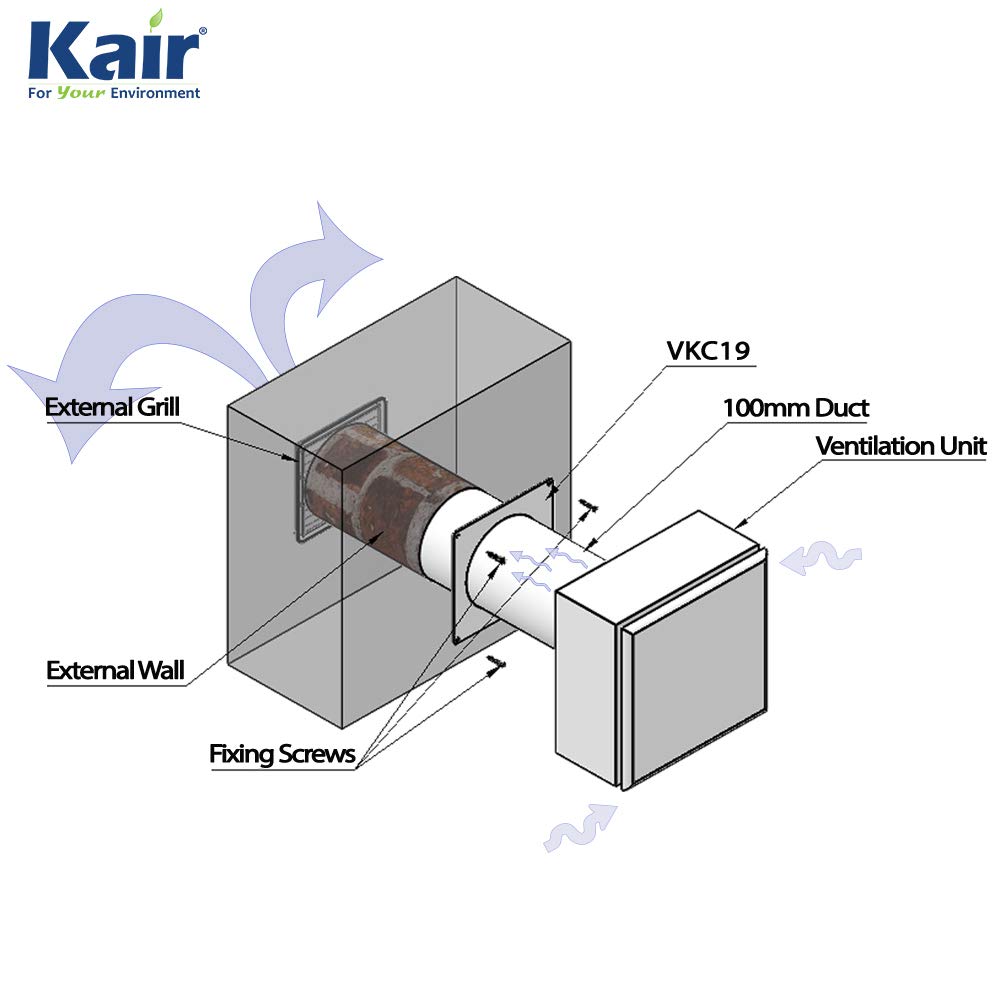 Kair®
For Your Environment
VKC19
External Grill
100mm Duct
Ventilation Unit
External Wall
Fixing Screws